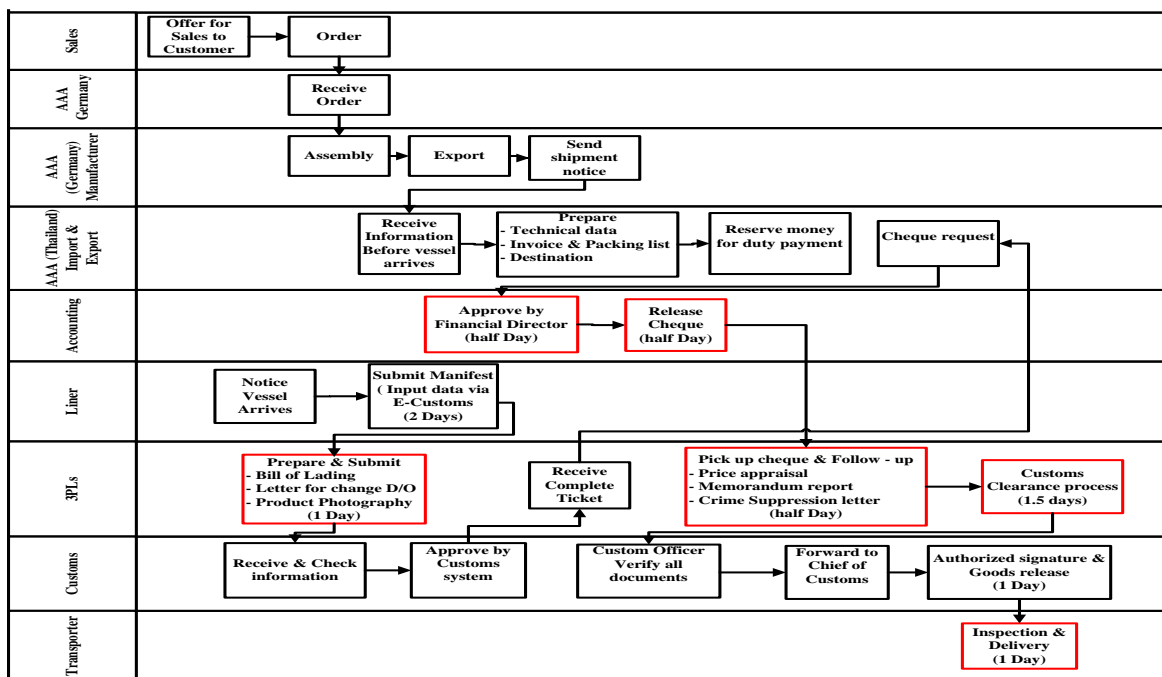 Sales
Offer for
Sales to
Customer
Order
AAA
Germany
Receive
Order
AAA
(Germany)
Manufacturer
Assembly
Export
Send
shipment
notice
AAA (Thailand)
Import &
Export
Receive
Information
Before vessel
arrives
Prepare
- Technical data
- Invoice & Packing list
- Destination
Reserve money
for duty payment
Cheque request
Accounting
Approve by
Financial Director
(half Day)
Release
Cheque
(half Day)
Liner
Notice
Vessel
Arrives
Submit Manifest
( Input data via
E-Customs
(2 Days)
3PLs
Prepare & Submit
- Bill of Lading
- Letter for change D/O
- Product Photography
(1 Day)
Receive
Complete
Ticket
Pick up cheque & Follow - up
- Price appraisal
- Memorandum report
- Crime Suppression letter
(half Day)
Customs
Clearance process
(1.5 days)
Customs
Receive & Check
information
Approve by
Customs
system
Custom Officer
Verify all
documents
Forward to
Chief of
Customs
Authorized signature &
Goods release
(1 Day)
Transporter
Inspection &
Delivery
(1 Day)